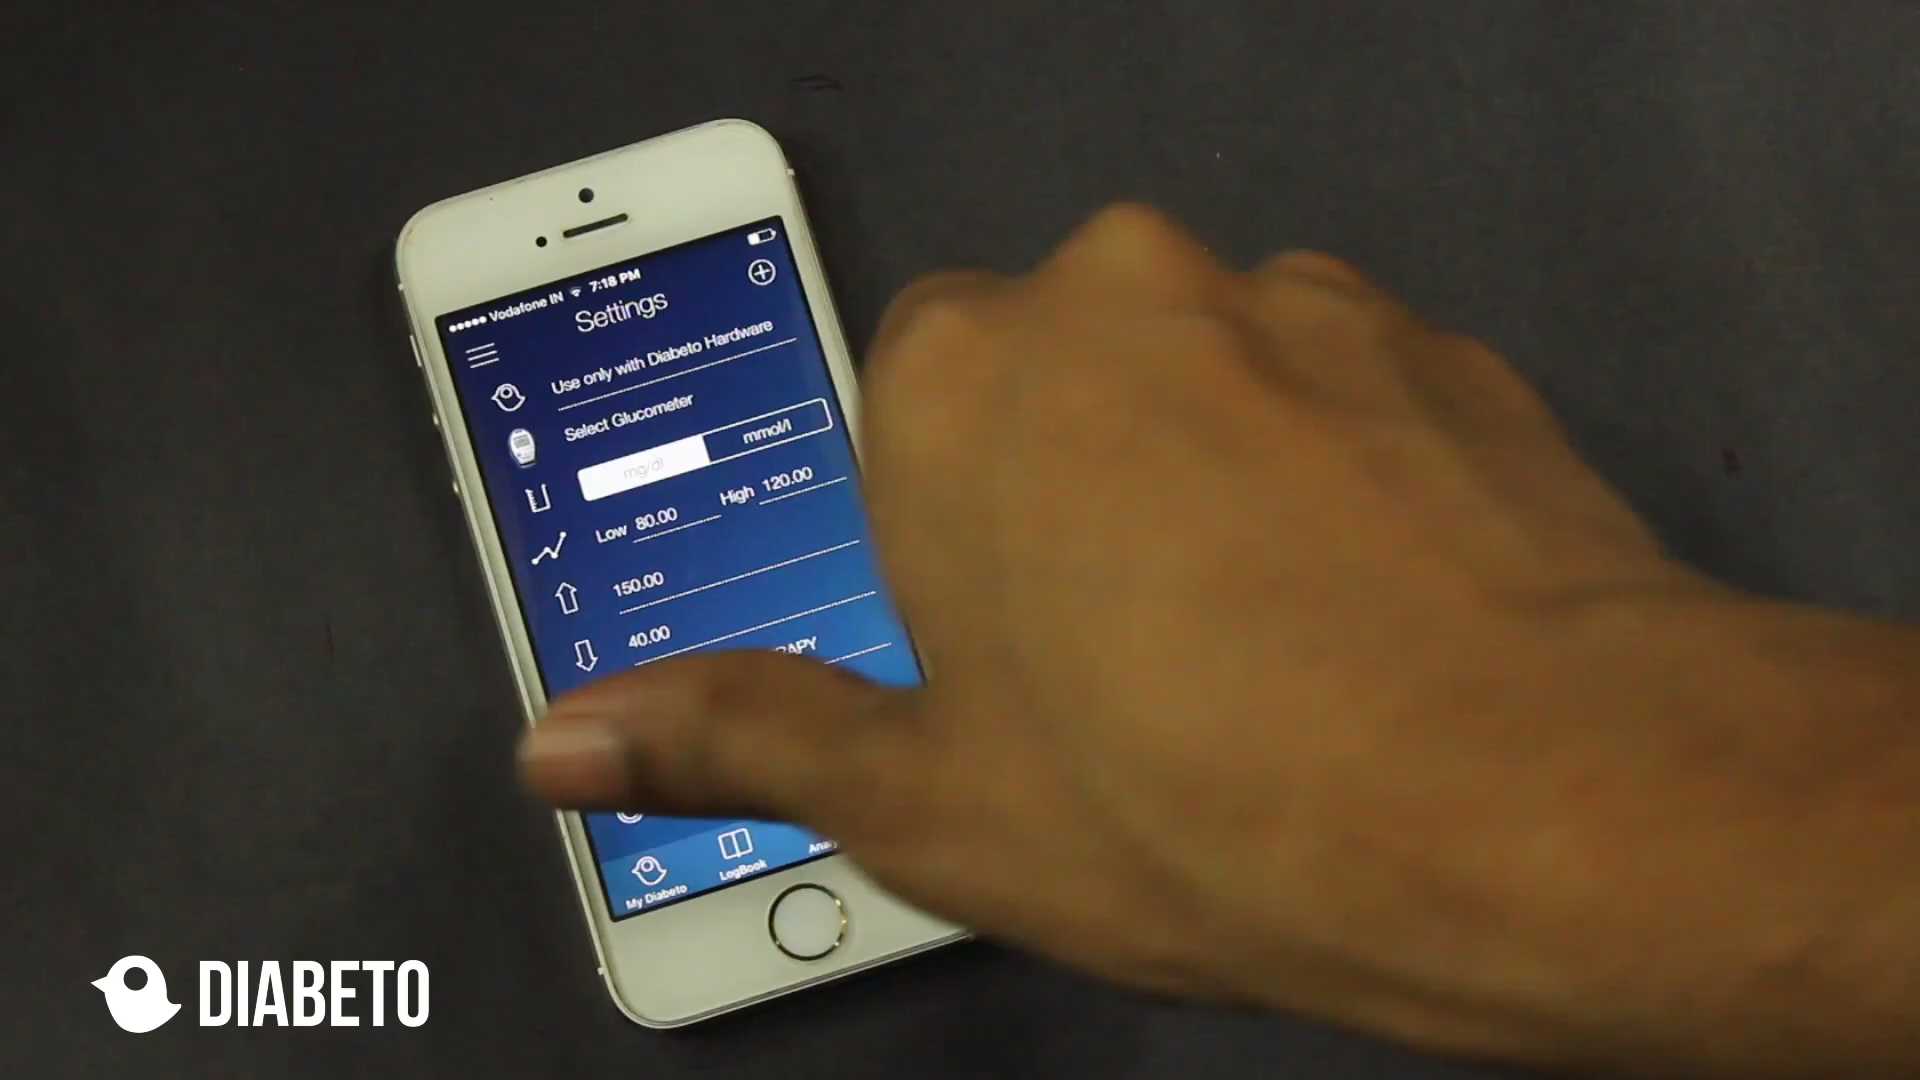 Vodafone IN 7:18 PM
Settings
Use only with Diabeto Hardware
Select Glucometer
mg/dl mmol/l
Low 80.00 High 120.00
150.00
40.00
My Diabeto LogBook
DIABETO